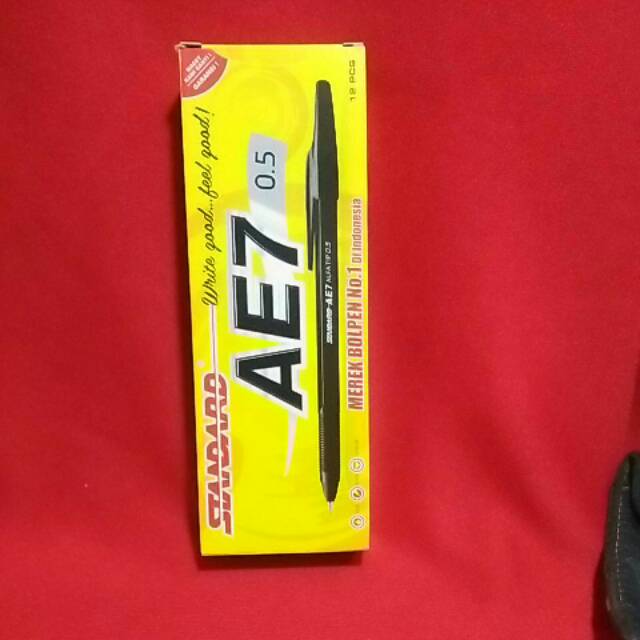 STANDARD
Write good...feel good!
AE7
0.5
STANDARD AE7 ALFATIP 0.5
MEREK BOLPEN No.1 DI Indonesia
12 PCS
GARANSI !